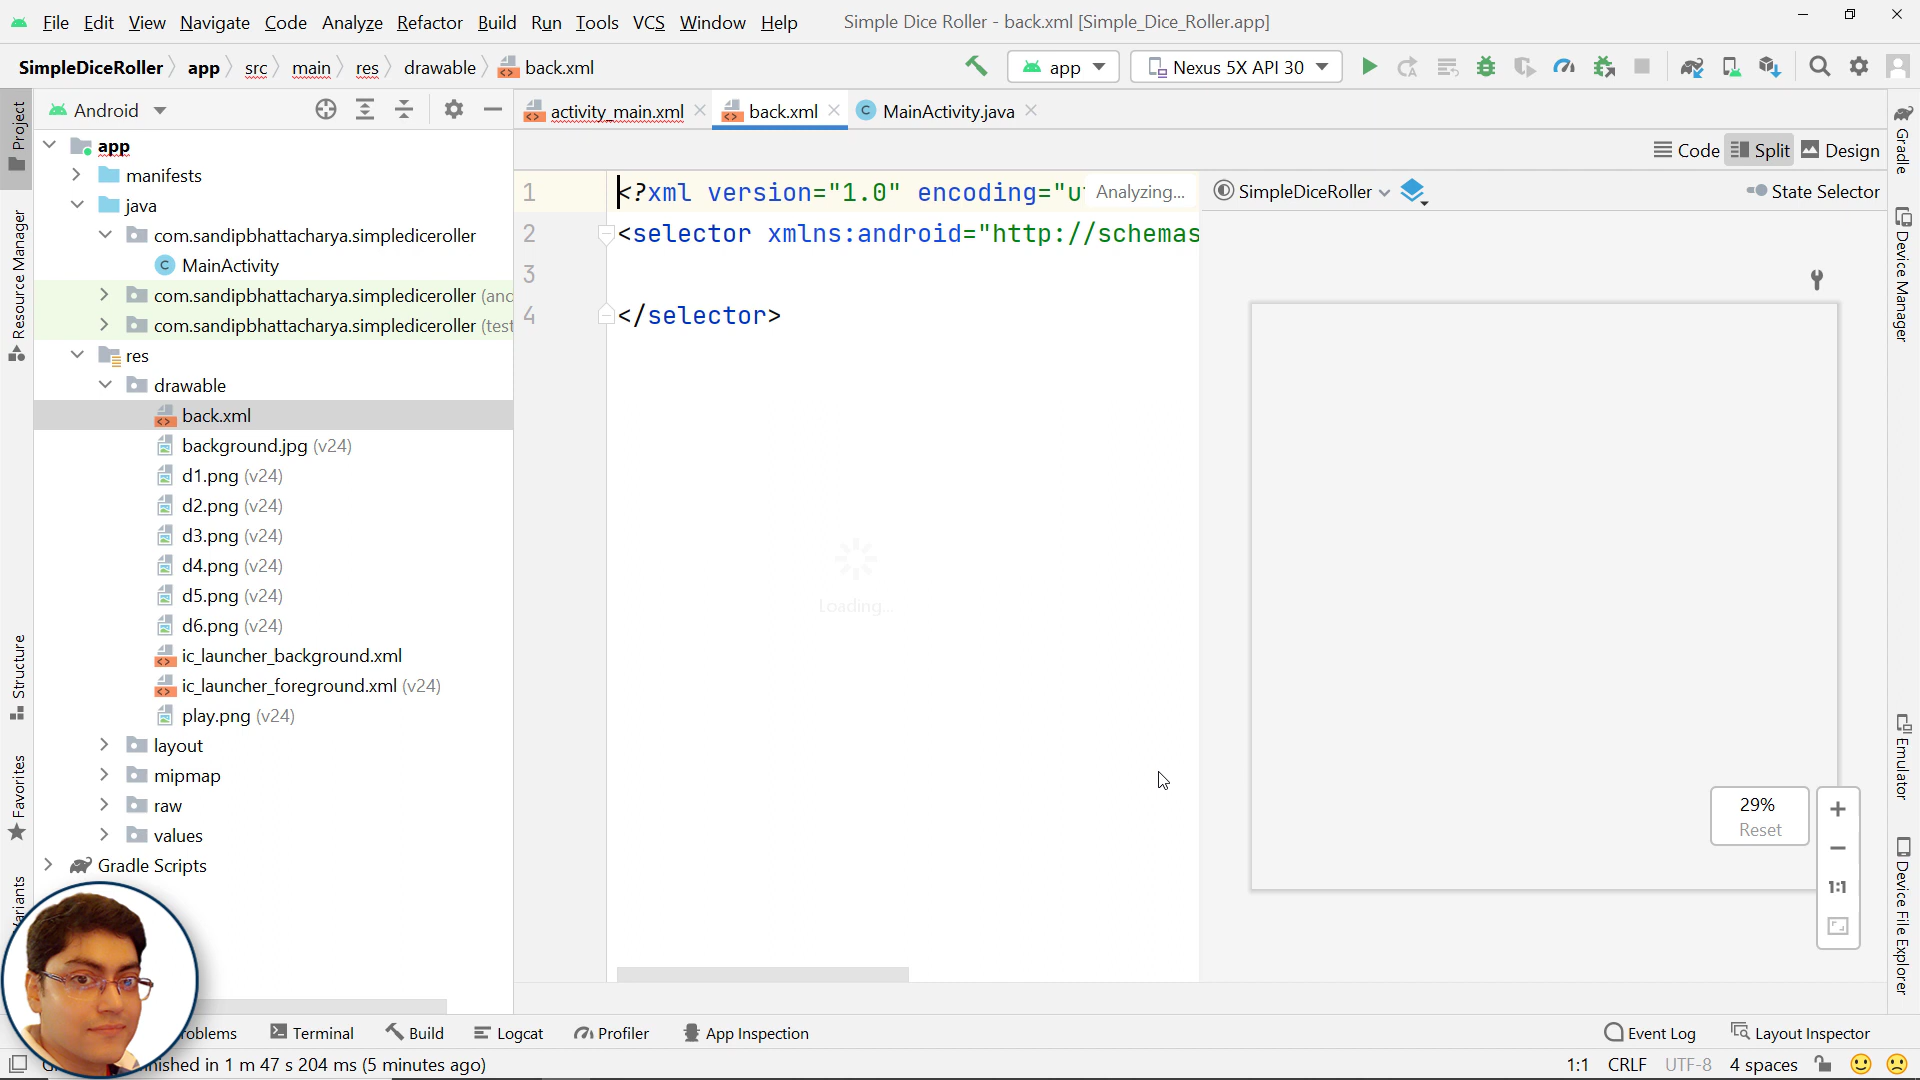 File Edit View Navigate Code Analyze Refactor Build Run Tools VCS Window Help Simple Dice Roller - back.xml [Simple_Dice_Roller.app]
SimpleDiceRoller app src main res drawable back.xml app Nexus 5X API 30
Android
activity_main.xml back.xml MainActivity.java
Code Split Design
Project
Resource Manager
Structure
Favorites
app
manifests
java
com.sandipbhattacharya.simplediceroller
MainActivity
com.sandipbhattacharya.simplediceroller (and
com.sandipbhattacharya.simplediceroller (test
res
drawable
back.xml
background.jpg (v24)
d1.png (v24)
d2.png (v24)
d3.png (v24)
d4.png (v24)
d5.png (v24)
d6.png (v24)
ic_launcher_background.xml
ic_launcher_foreground.xml (v24)
play.png (v24)
layout
mipmap
raw
values
Gradle Scripts
1 <?xml version="1.0" encoding="ut
Analyzing...
2 <selector xmlns:android="http://schemas
3
4 </selector>
Loading...
SimpleDiceRoller State Selector
29%
Reset
1:1
Gradle
Device Manager
Emulator
Device File Explorer
ariants
oblems Terminal Build Logcat Profiler App Inspection Event Log Layout Inspector
nished in 1 m 47 s 204 ms (5 minutes ago) 1:1 CRLF UTF-8 4 spaces